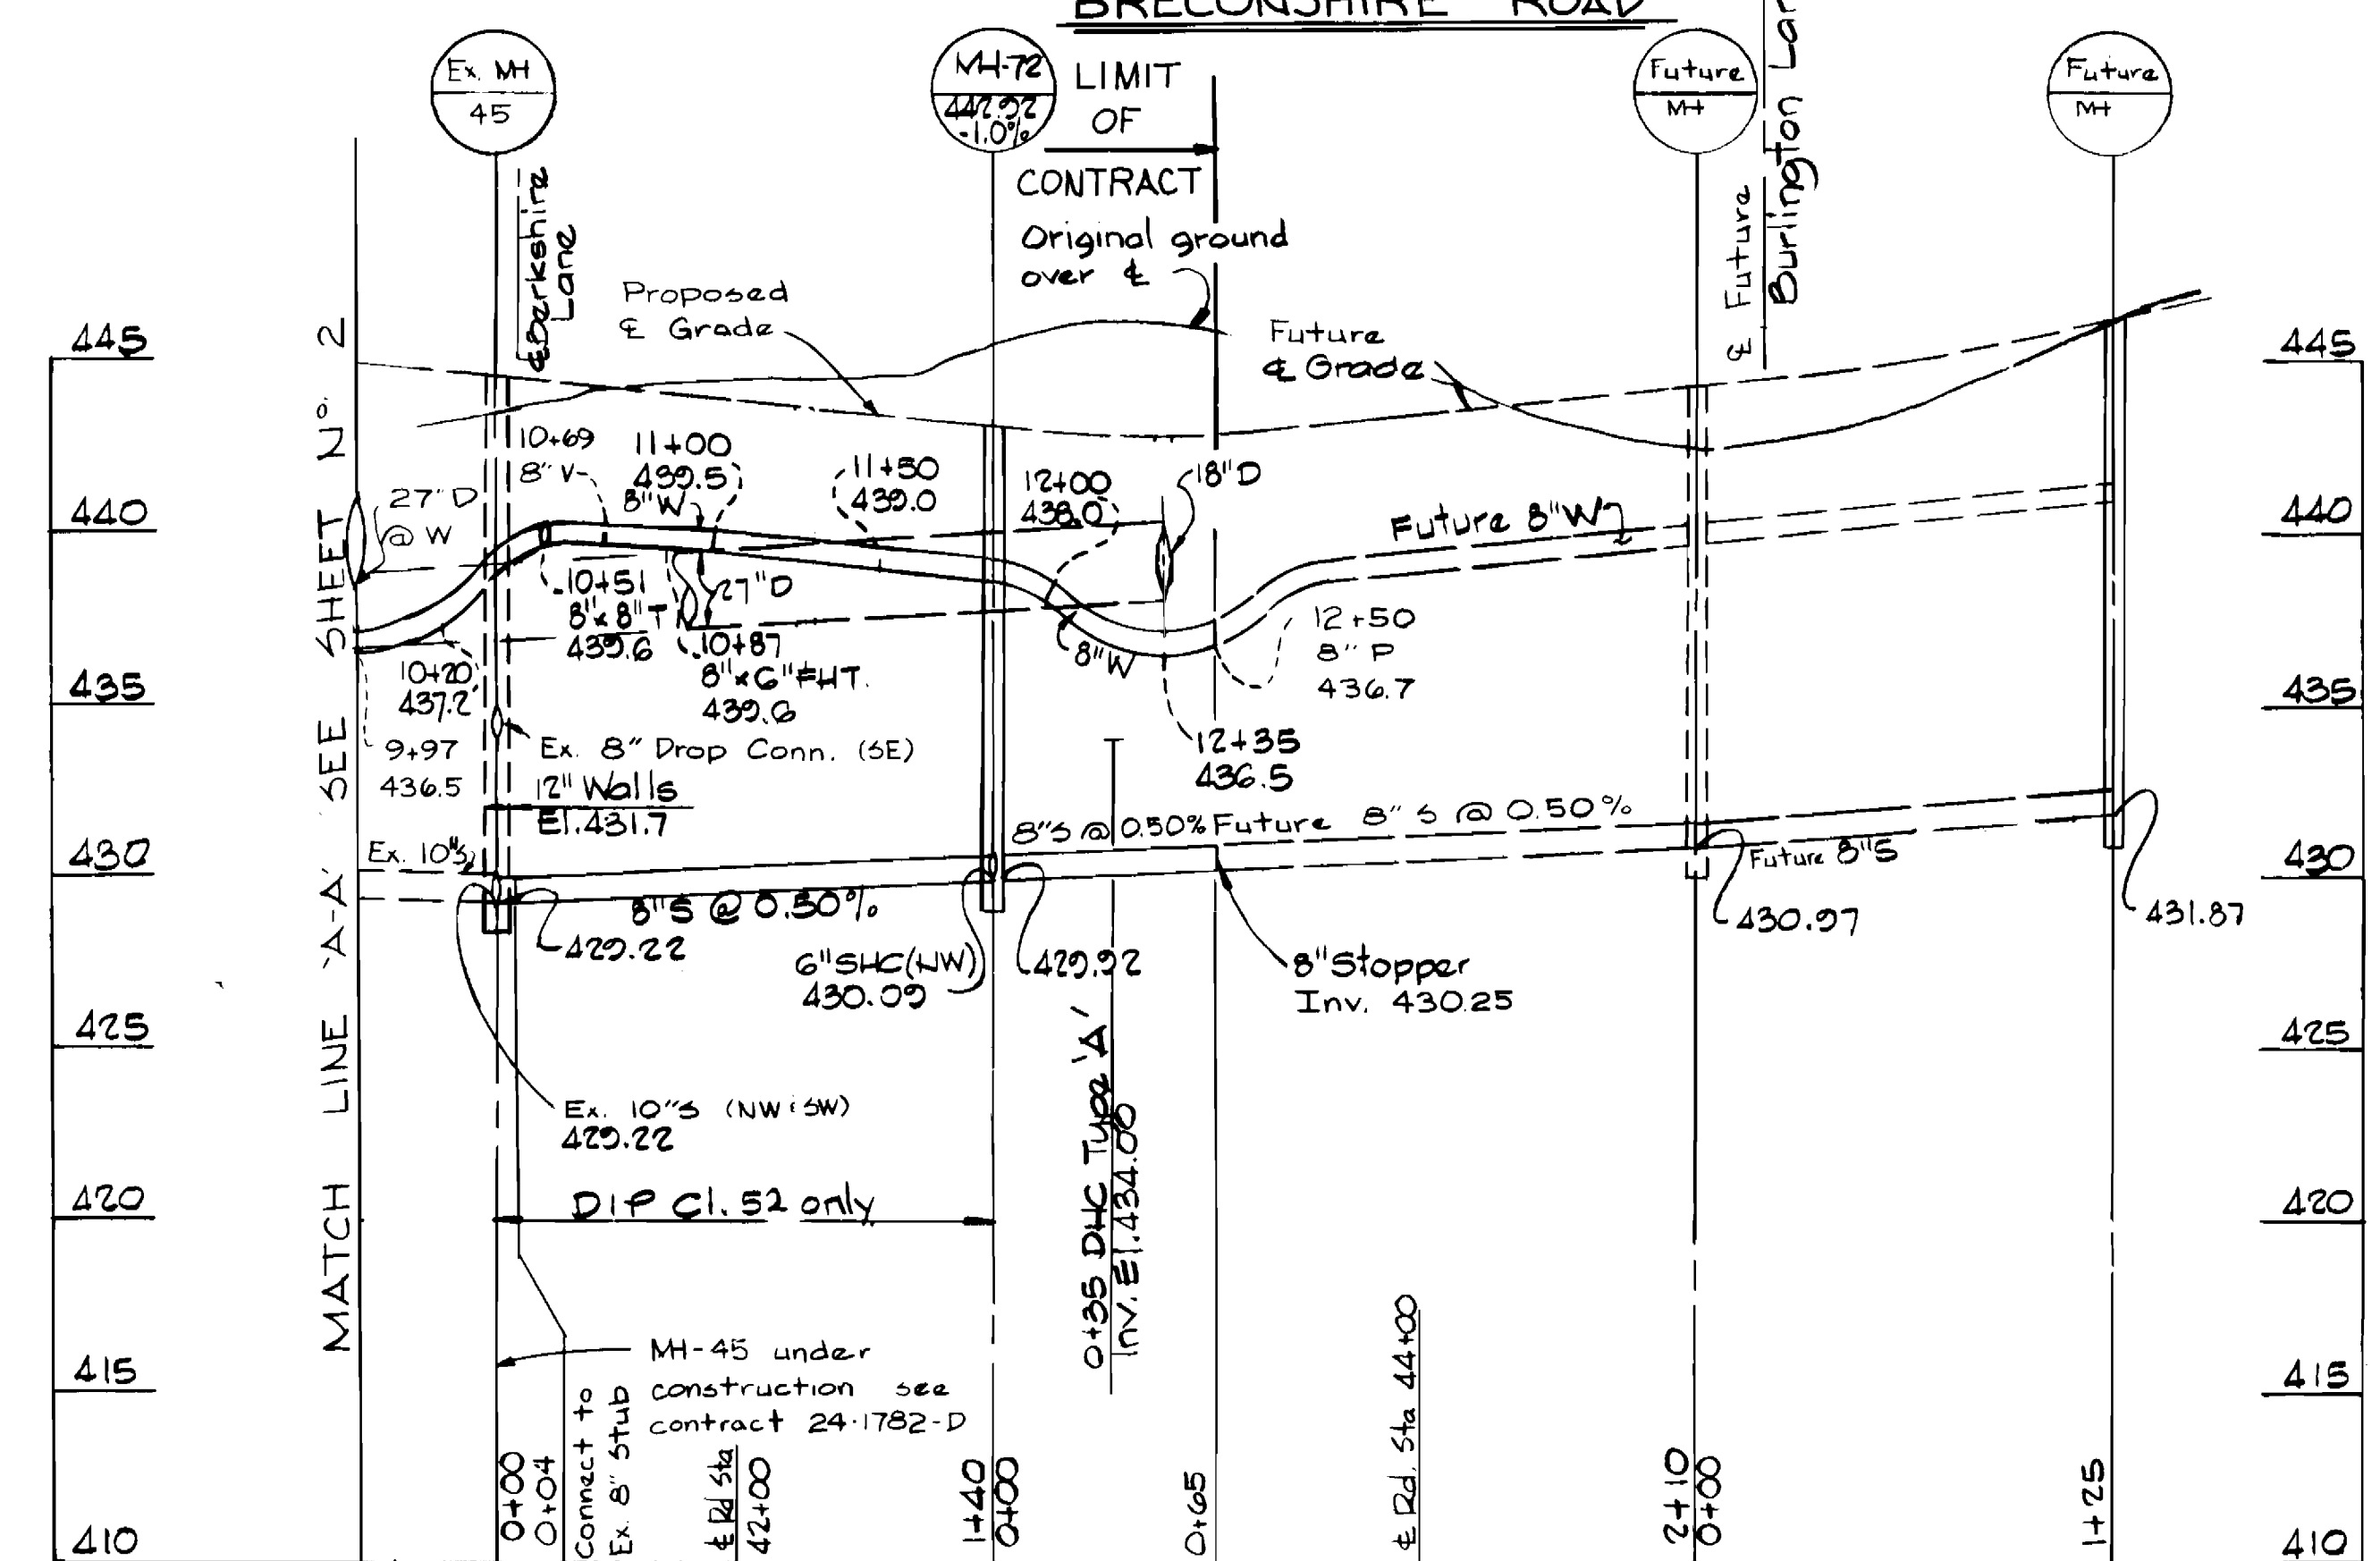 BRECONSHIRE ROAD
Ex. MH
45
MH-72
442.92
-1.0%
LIMIT
OF
CONTRACT
Future
MH
Future
MH
℄ Berkshire
Lane
℄ Future
Burlington
Original ground
over ℄
Proposed
℄ Grade
Future
℄ Grade
445
440
435
430
425
420
415
410
445
440
435
430
425
420
415
410
MATCH LINE 'A-A' SEE SHEET No. 2
27"D
@ W
10+69
8" V
11+00
439.5
8"W
11+50
439.0
12+00
438.0
18"D
Future 8"W
10+51
8"x8"T
439.6
27"D
10+87
8"x6"FHT.
439.6
8"W
12+50
8" P
436.7
10+20
437.2
9+97
436.5
12+35
436.5
Ex. 8" Drop Conn. (SE)
12" Walls
El. 431.7
Ex. 10"S
8"S @ 0.50%
8"S @ 0.50%
Future 8"S @ 0.50%
Future 8"S
429.22
6"SHC(NW)
430.09
429.92
8"Stopper
Inv. 430.25
430.97
431.87
Ex. 10"S (NW & SW)
429.22
DIP Cl. 52 only
0+35 DHC Type 'A'
Inv. El. 434.00
MH-45 under
construction see
contract 24-1782-D
0+00
0+04
Connect to
Ex. 8" Stub
℄ Rd Sta
42+00
1+40
0+00
0+65
℄ Rd. Sta 44+00
2+10
0+00
1+25